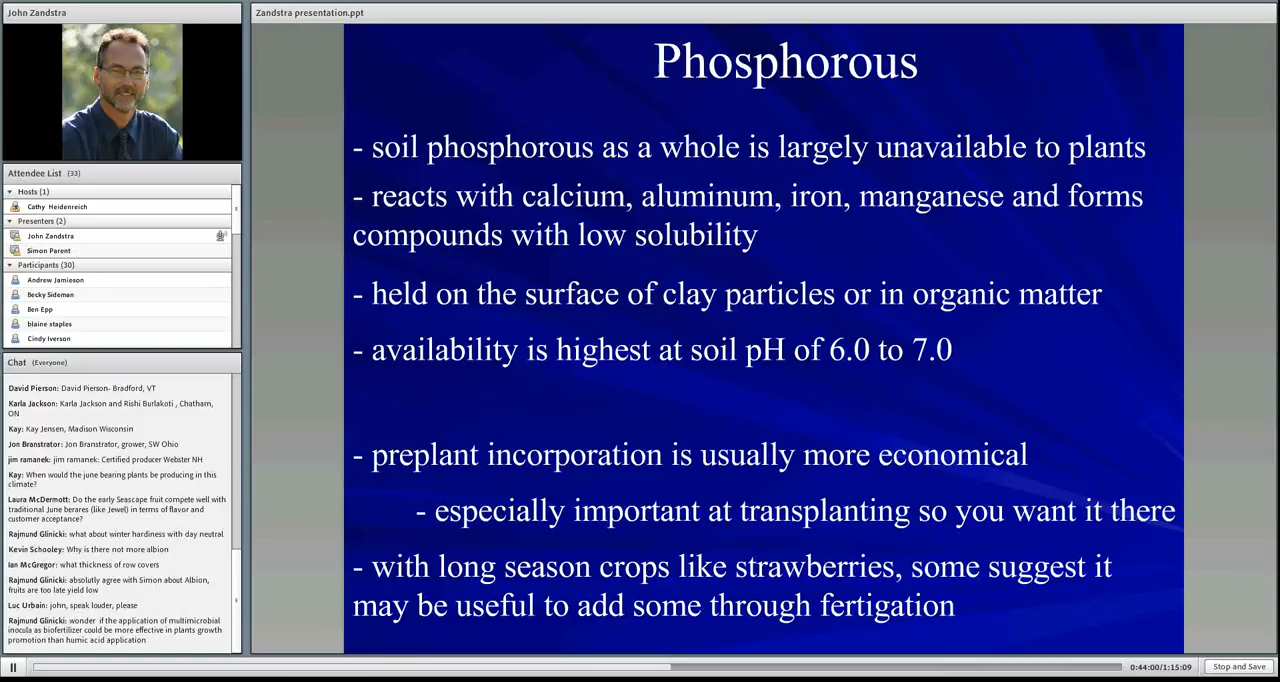 John Zandstra
Zandstra presentation.ppt
Attendee List (33)
Hosts (1)
Cathy Heidenreich
Presenters (2)
John Zandstra
Simon Parent
Participants (30)
Andrew Jamieson
Becky Sideman
Ben Epp
blaine staples
Cindy Iverson
Chat (Everyone)
David Pierson: David Pierson- Bradford, VT
Karla Jackson: Karla Jackson and Rishi Burlakoti , Chatham,
ON
Kay: Kay Jensen, Madison Wisconsin
Jon Branstrator: Jon Branstrator, grower, SW Ohio
jim ramanek: jim ramanek: Certified producer Webster NH
Kay: When would the june bearing plants be producing in this
climate?
Laura McDermott: Do the early Seascape fruit compete well with
traditional June berares (like Jewel) in terms of flavor and
customer acceptance?
Rajmund Glinicki: what about winter hardiness with day neutral
Kevin Schooley: Why is there not more albion
Ian McGregor: what thickness of row covers
Rajmund Glinicki: absolutely agree with Simon about Albion,
fruits are too late yield low
Luc Urbain: john, speak louder, please
Rajmund Glinicki: wonder if the application of multimicrobial
inocula as biofertilizer could be more effective in plants growth
promotion than humic acid application
Phosphorous
- soil phosphorous as a whole is largely unavailable to plants
- reacts with calcium, aluminum, iron, manganese and forms
compounds with low solubility
- held on the surface of clay particles or in organic matter
- availability is highest at soil pH of 6.0 to 7.0
- preplant incorporation is usually more economical
- especially important at transplanting so you want it there
- with long season crops like strawberries, some suggest it
may be useful to add some through fertigation
0:44:00/1:15:09
Stop and Save